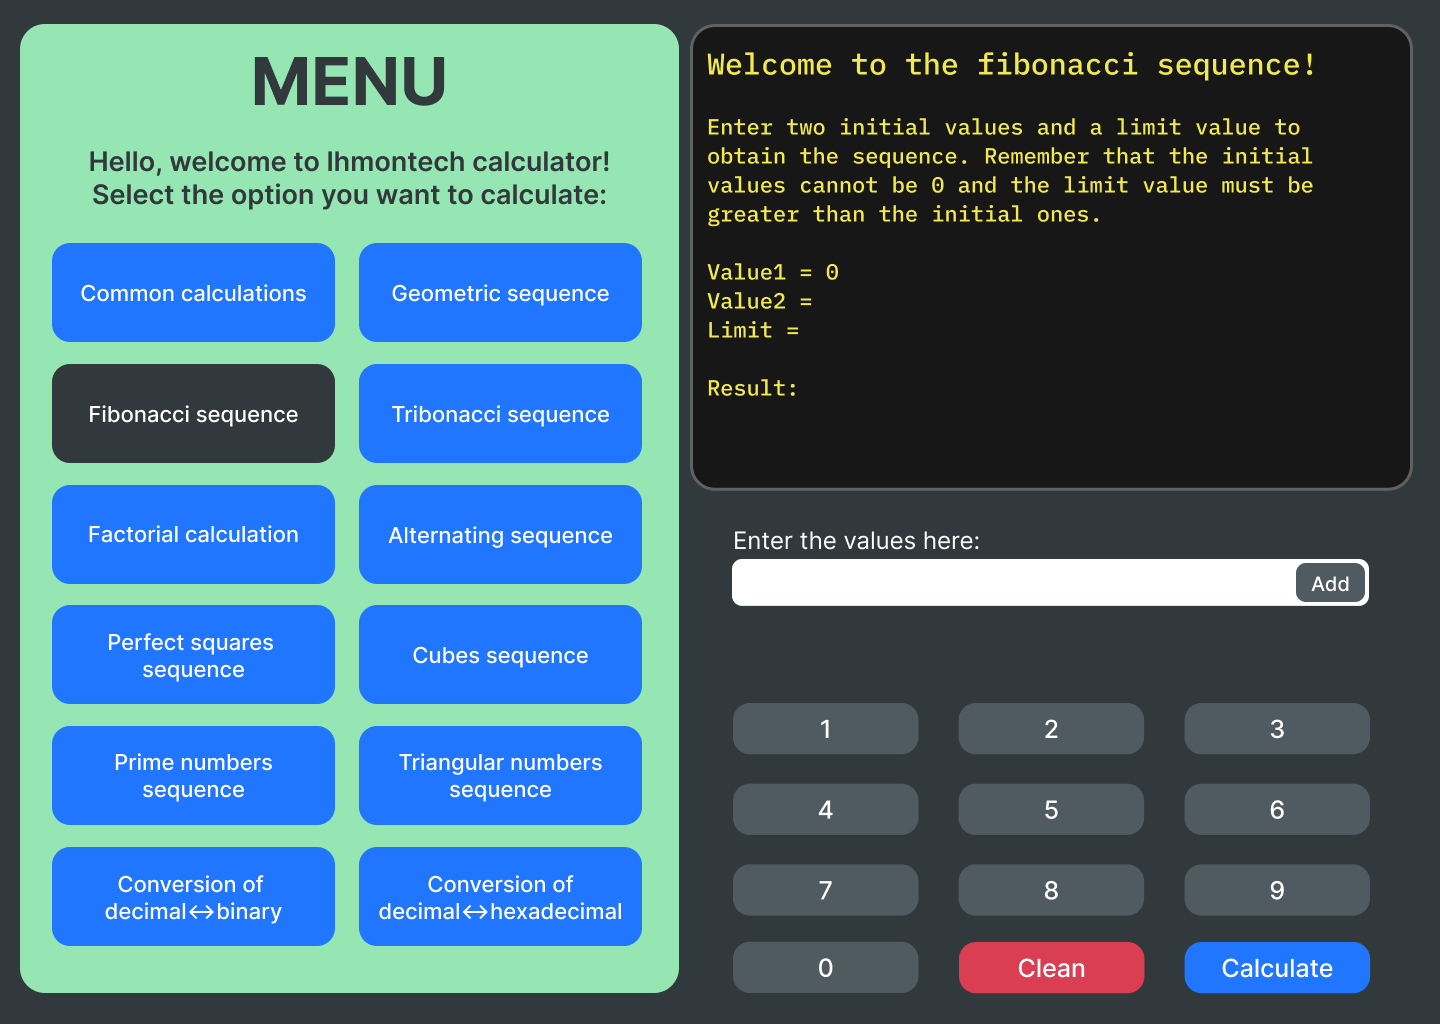 MENU
Hello, welcome to lhmontech calculator!
Select the option you want to calculate:
Common calculations
Geometric sequence
Fibonacci sequence
Tribonacci sequence
Factorial calculation
Alternating sequence
Perfect squares
sequence
Cubes sequence
Prime numbers
sequence
Triangular numbers
sequence
Conversion of
decimal↔binary
Conversion of
decimal↔hexadecimal
Welcome to the fibonacci sequence!
Enter two initial values and a limit value to
obtain the sequence. Remember that the initial
values cannot be 0 and the limit value must be
greater than the initial ones.
Value1 = 0
Value2 =
Limit =
Result:
Enter the values here:
Add
1 2 3
4 5 6
7 8 9
0 Clean Calculate